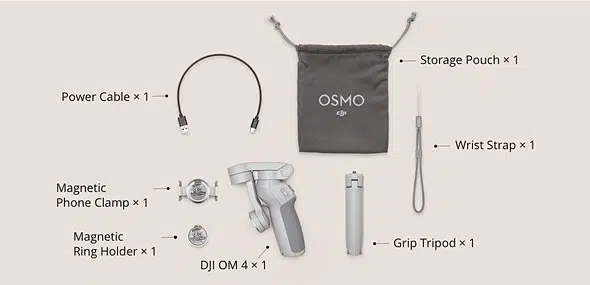 Power Cable × 1
OSMO
dji
Storage Pouch × 1
Wrist Strap × 1
Magnetic
Phone Clamp × 1
Magnetic
Ring Holder × 1
DJI OM 4 × 1
Grip Tripod × 1